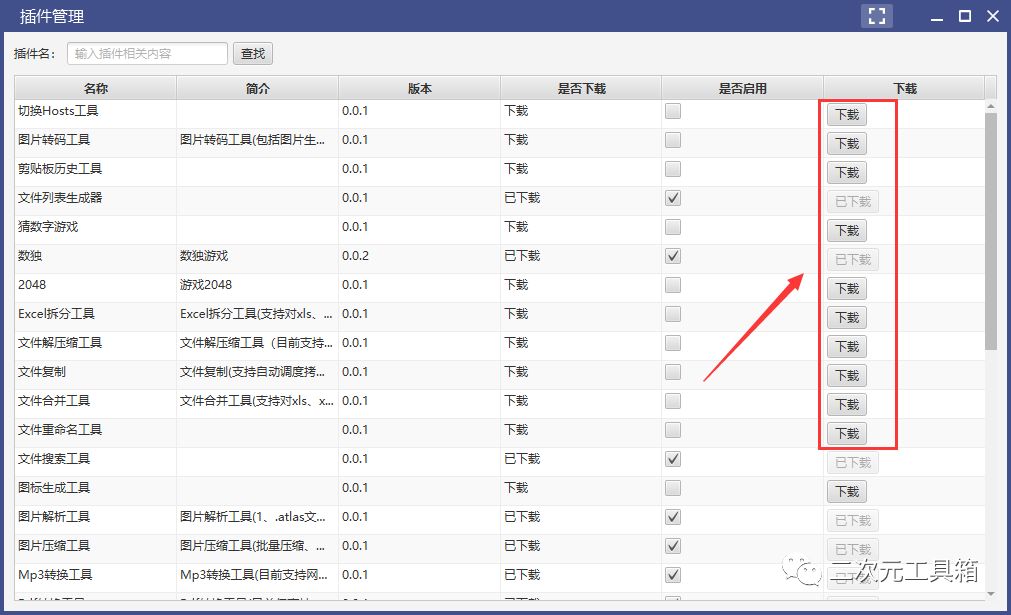 插件管理
插件名： 输入插件相关内容 查找
名称 简介 版本 是否下载 是否启用 下载
切换Hosts工具 0.0.1 下载 下载
图片转码工具 图片转码工具(包括图片生... 0.0.1 下载 下载
剪贴板历史工具 0.0.1 下载 下载
文件列表生成器 0.0.1 已下载 已下载
猜数字游戏 0.0.1 下载 下载
数独 数独游戏 0.0.2 已下载 已下载
2048 游戏2048 0.0.1 下载 下载
Excel拆分工具 Excel拆分工具(支持对xls、... 0.0.1 下载 下载
文件解压缩工具 文件解压缩工具（目前支持... 0.0.1 下载 下载
文件复制 文件复制(支持自动调度拷... 0.0.1 下载 下载
文件合并工具 文件合并工具(支持对xls、x... 0.0.1 下载 下载
文件重命名工具 0.0.1 下载 下载
文件搜索工具 0.0.1 已下载 已下载
图标生成工具 0.0.1 下载 下载
图片解析工具 图片解析工具(1、.atlas文... 0.0.1 已下载 已下载
图片压缩工具 图片压缩工具(批量压缩、... 0.0.1 已下载 已下载
Mp3转换工具 Mp3转换工具(目前支持网... 0.0.1 已下载 已下载
二次元工具箱